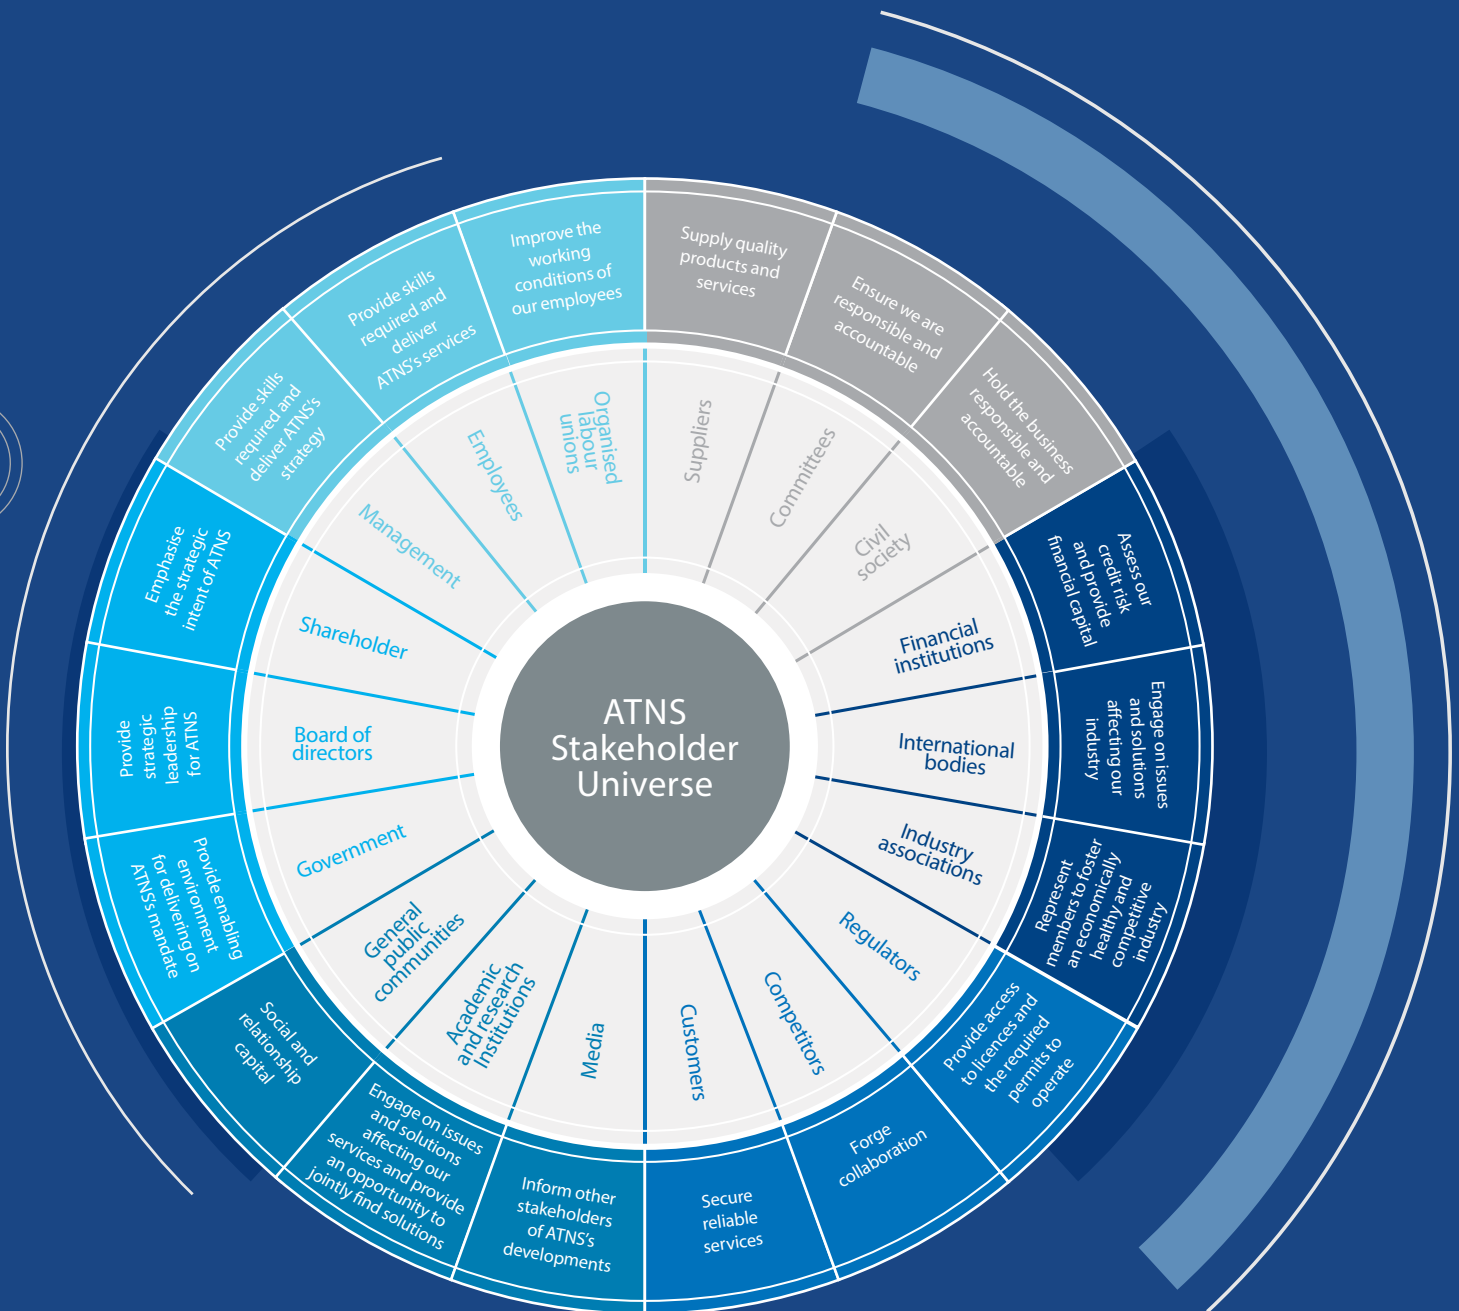 ATNS
Stakeholder
Universe
Supply quality
products and
services
Ensure we are
responsible and
accountable
Hold the business
responsible and
accountable
Assess our
credit risk
and provide
financial capital
Engage on issues
and solutions
affecting our
industry
Represent
members to foster
an economically
healthy and
competitive
industry
Provide access
to licences and
the required
permits to
operate
Forge
collaboration
Secure
reliable
services
Inform other
stakeholders
of ATNS's
developments
Engage on issues
and solutions
affecting our
services and provide
an opportunity to
jointly find solutions
Social and
relationship
capital
Provide enabling
environment
for delivering on
ATNS's mandate
Provide
strategic
leadership
for ATNS
Emphasise
the strategic
intent of ATNS
Provide skills
required and
deliver ATNS's
strategy
Provide skills
required and
deliver
ATNS's services
Improve the
working
conditions of
our employees
Suppliers
Committees
Civil
society
Financial
institutions
International
bodies
Industry
associations
Regulators
Competitors
Customers
Media
Academic
and research
Institutions
General
public
communities
Government
Board of
directors
Shareholder
Management
Employees
Organised
labour
unions